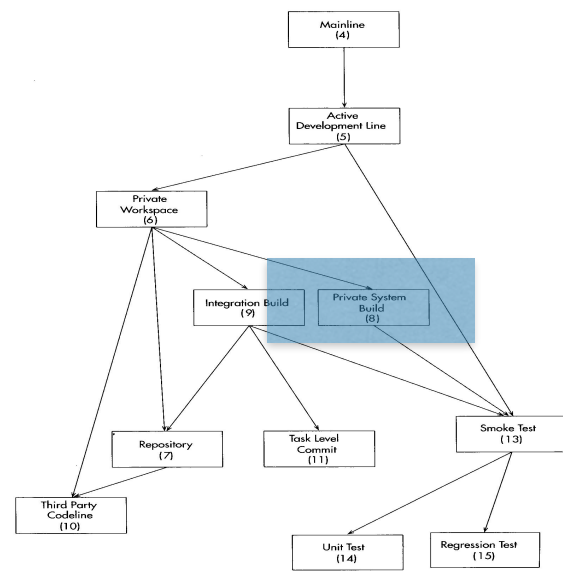 Mainline
(4)
Active
Development Line
(5)
Private
Workspace
(6)
Integration Build
(9)
Private System
Build
(8)
Repository
(7)
Task Level
Commit
(11)
Smoke Test
(13)
Third Party
Codeline
(10)
Unit Test
(14)
Regression Test
(15)